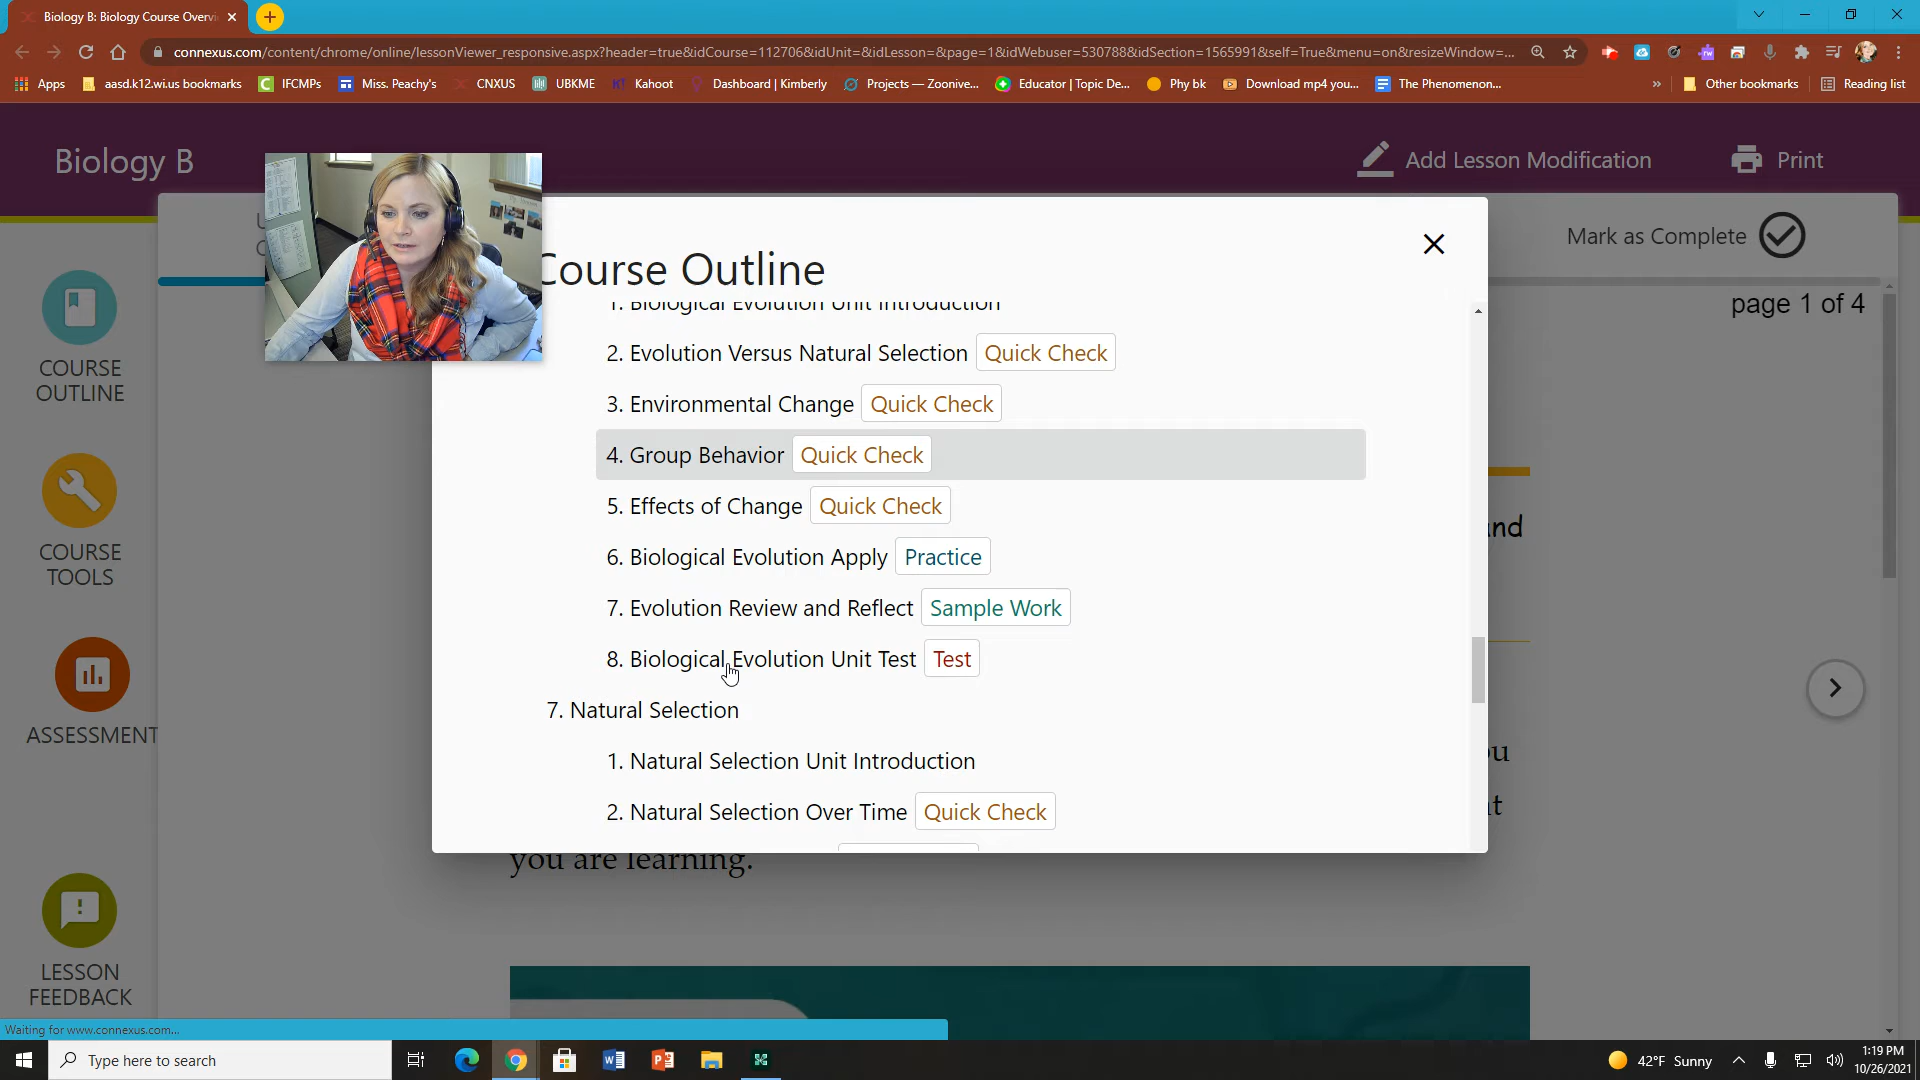 Biology B: Biology Course Overvi
connexus.com/content/chrome/online/lessonViewer_responsive.aspx?header=true&idCourse=112706&idUnit=&idLesson=&page=1&idWebuser=530788&idSection=1565991&self=True&menu=on&resizeWindow=...
Apps aasd.k12.wi.us bookmarks IFCMPs Miss. Peachy's CNXUS UBKME Kahoot Dashboard | Kimberly Projects — Zoonive... Educator | Topic De... Phy bk Download mp4 you... The Phenomenon... » Other bookmarks Reading list
Biology B Add Lesson Modification Print
Mark as Complete
page 1 of 4
COURSE
OUTLINE
COURSE
TOOLS
ASSESSMENT
LESSON
FEEDBACK
Course Outline
1. Biological Evolution Unit Introduction
2. Evolution Versus Natural Selection Quick Check
3. Environmental Change Quick Check
4. Group Behavior Quick Check
5. Effects of Change Quick Check
6. Biological Evolution Apply Practice
7. Evolution Review and Reflect Sample Work
8. Biological Evolution Unit Test Test
7. Natural Selection
1. Natural Selection Unit Introduction
2. Natural Selection Over Time Quick Check
you are learning.
Waiting for www.connexus.com...
Type here to search
42°F Sunny
1:19 PM
10/26/2021